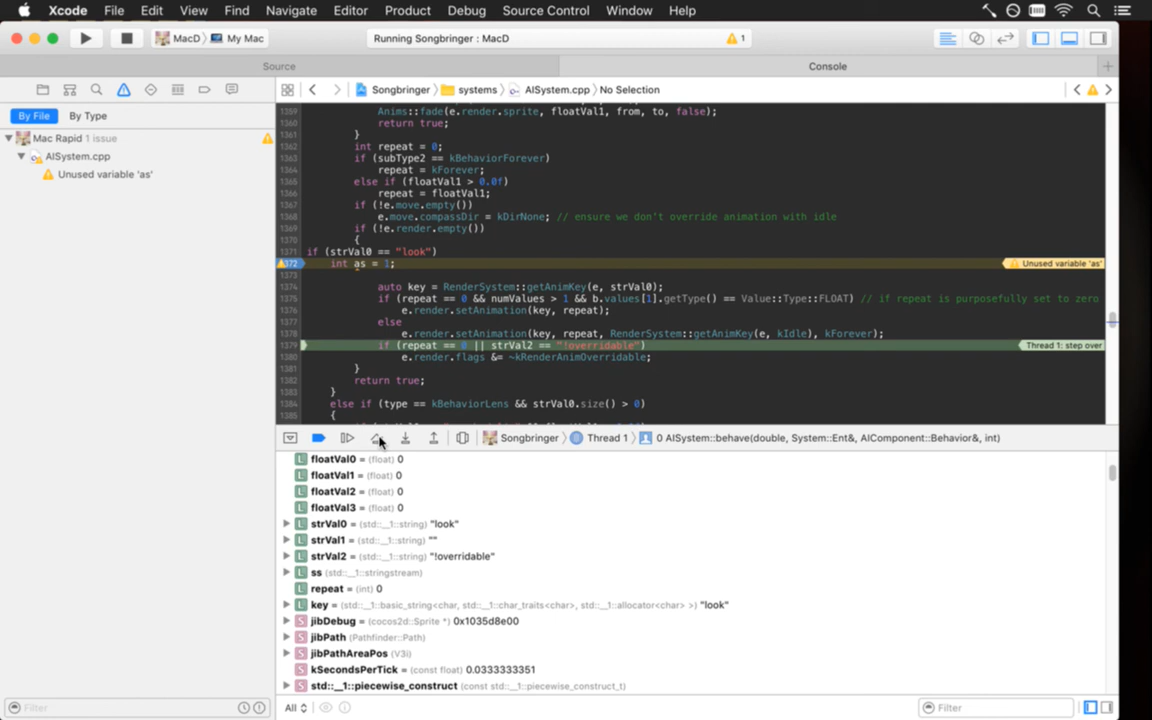 Xcode File Edit View Find Navigate Editor Product Debug Source Control Window Help
MacD My Mac Running Songbringer : MacD 1
Source Console
Songbringer systems AISystem.cpp No Selection
By File By Type
Mac Rapid 1 issue
AISystem.cpp
Unused variable 'as'
1359 Anims::fade(e.render.sprite, floatVal1, from, to, false);
1360 return true;
1361 }
1362 int repeat = 0;
1363 if (subType2 == kBehaviorForever)
1364 repeat = kForever;
1365 else if (floatVal1 > 0.0f)
1366 repeat = floatVal1;
1367 if (!e.move.empty())
1368 e.move.compassDir = kDirNone; // ensure we don't override animation with idle
1369 if (!e.render.empty())
1370 {
1371 if (strVal0 == "look")
1372 int as = 1; Unused variable 'as'
1373
1374 auto key = RenderSystem::getAnimKey(e, strVal0);
1375 if (repeat == 0 && numValues > 1 && b.values[1].getType() == Value::Type::FLOAT) // if repeat is purposefully set to zero
1376 e.render.setAnimation(key, repeat);
1377 else
1378 e.render.setAnimation(key, repeat, RenderSystem::getAnimKey(e, kIdle), kForever);
1379 if (repeat == 0 || strVal2 == "!overridable") Thread 1: step over
1380 e.render.flags &= ~kRenderAnimOverridable;
1381 }
1382 return true;
1383 }
1384 else if (type == kBehaviorLens && strVal0.size() > 0)
1385 {
Songbringer Thread 1 0 AISystem::behave(double, System::Ent&, AIComponent::Behavior&, int)
L floatVal0 = (float) 0
L floatVal1 = (float) 0
L floatVal2 = (float) 0
L floatVal3 = (float) 0
L strVal0 = (std::__1::string) "look"
L strVal1 = (std::__1::string) ""
L strVal2 = (std::__1::string) "!overridable"
L ss (std::__1::stringstream)
L repeat = (int) 0
L key = (std::__1::basic_string<char, std::__1::char_traits<char>, std::__1::allocator<char> >) "look"
S jibDebug = (cocos2d::Sprite *) 0x1035d8e00
S jibPath (Pathfinder::Path)
S jibPathAreaPos (V3i)
S kSecondsPerTick = (const float) 0.0333333351
S std::__1::piecewise_construct (const std::__1::piecewise_construct_t)
Filter All Filter